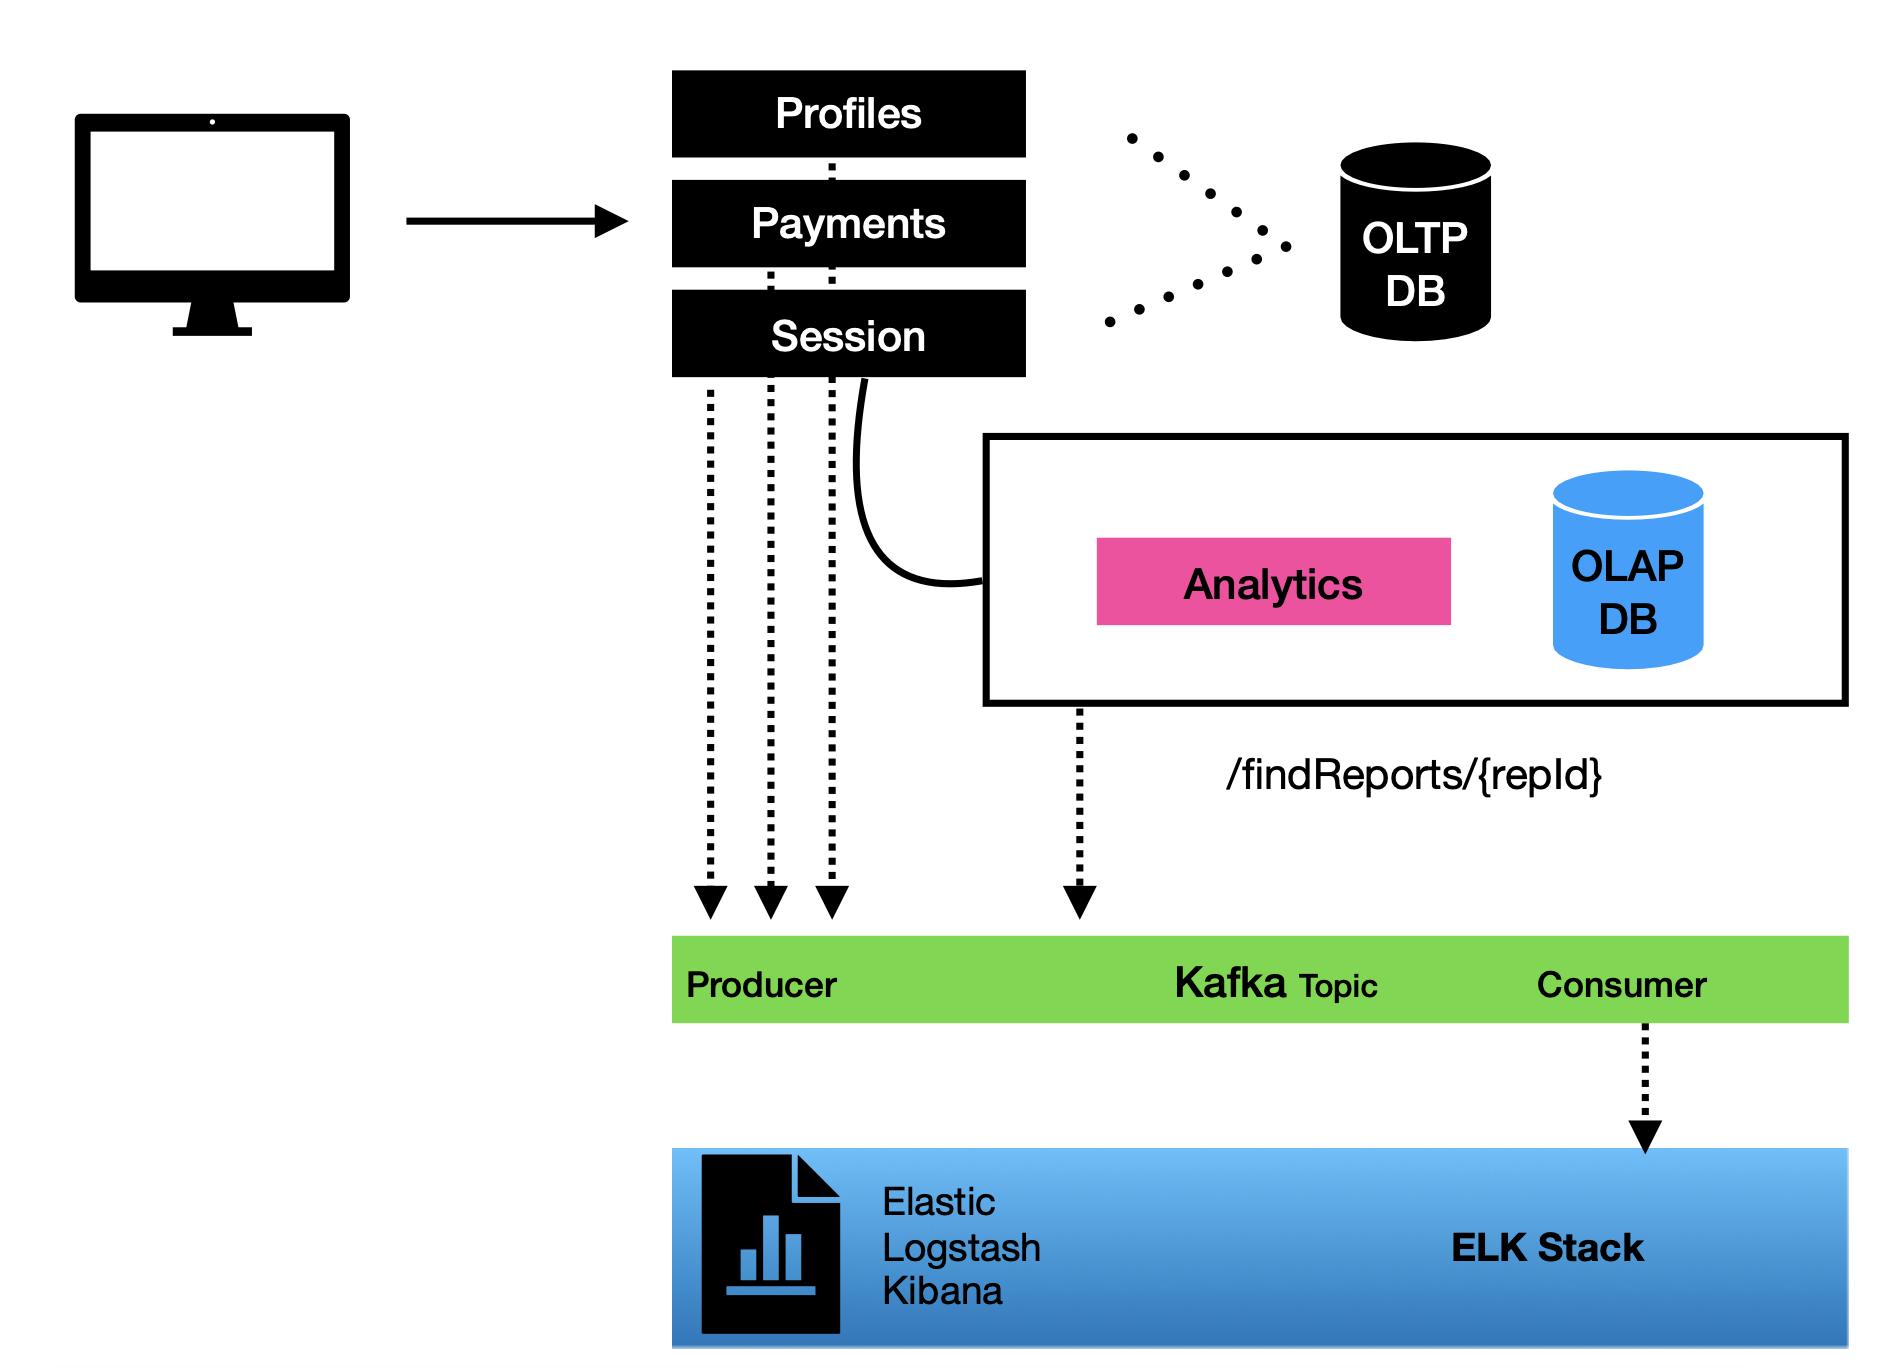 Profiles
Payments
Session
OLTP
DB
Analytics
OLAP
DB
/findReports/{repId}
Producer
Kafka Topic
Consumer
Elastic
Logstash
Kibana
ELK Stack